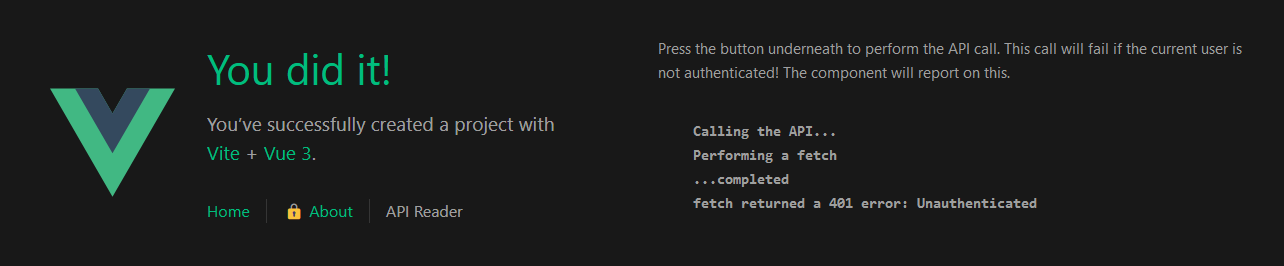 You did it!
You've successfully created a project with
Vite + Vue 3.
Home
🔒 About
API Reader
Press the button underneath to perform the API call. This call will fail if the current user is
not authenticated! The component will report on this.
Calling the API...
Performing a fetch
...completed
fetch returned a 401 error: Unauthenticated